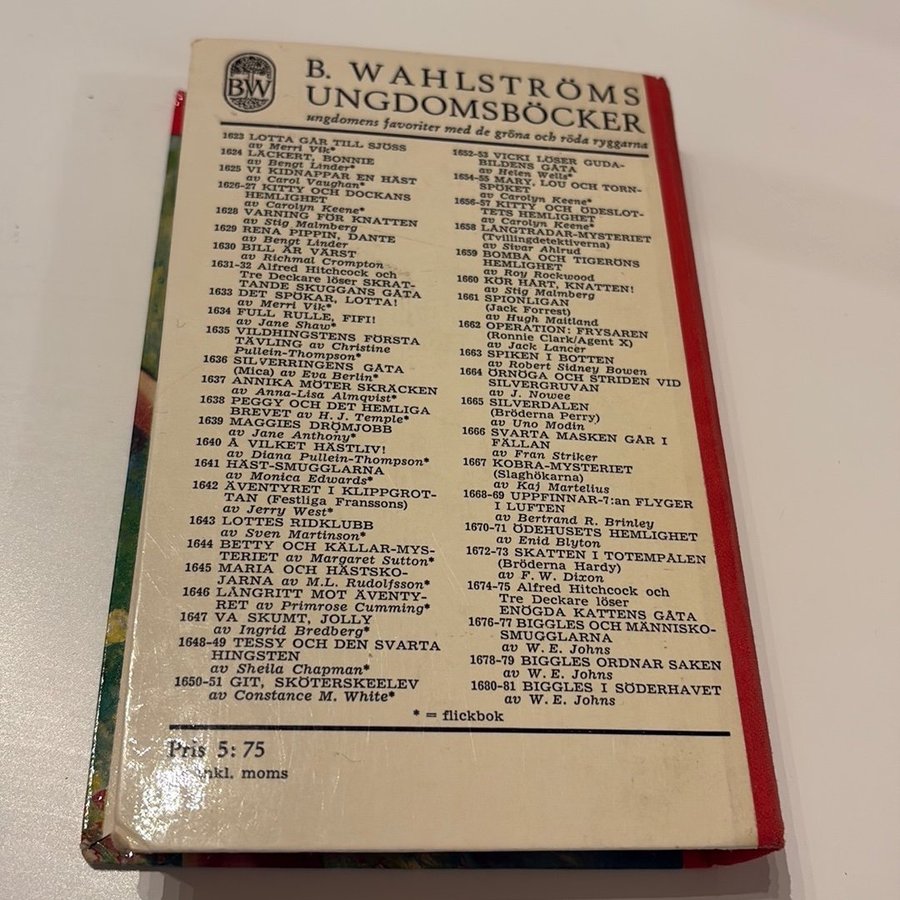 BW
B. WAHLSTRÖMS
UNGDOMSBÖCKER
ungdomens favoriter med de gröna och röda ryggarna
1623 LOTTA GÅR TILL SJÖSS
av Merri Vik*
1624 LÄCKERT, BONNIE
av Bengt Linder*
1625 VI KIDNAPPAR EN HÄST
av Carol Vaughan*
1626-27 KITTY OCH DOCKANS
HEMLIGHET
av Carolyn Keene*
1628 VARNING FÖR KNATTEN
av Stig Malmberg
1629 RENA PIPPIN, DANTE
av Bengt Linder
1630 BILL ÄR VÄRST
av Richmal Crompton
1631-32 Alfred Hitchcock och
Tre Deckare löser SKRAT-
TANDE SKUGGANS GÅTA
1633 DET SPÖKAR, LOTTA!
av Merri Vik*
1634 FULL RULLE, FIFI!
av Jane Shaw*
1635 VILDHINGSTENS FÖRSTA
TÄVLING av Christine
Pullein-Thompson*
1636 SILVERRINGENS GÅTA
(Mica) av Eva Berlin*
1637 ANNIKA MÖTER SKRÄCKEN
av Anna-Lisa Almqvist*
1638 PEGGY OCH DET HEMLIGA
BREVET av H. J. Temple*
1639 MAGGIES DRÖMJOBB
av Jane Anthony*
1640 Å VILKET HÄSTLIV!
av Diana Pullein-Thompson*
1641 HÄST-SMUGGLARNA
av Monica Edwards*
1642 ÄVENTYRET I KLIPPGROT-
TAN (Festliga Franssons)
av Jerry West*
1643 LOTTES RIDKLUBB
av Sven Martinson*
1644 BETTY OCH KÄLLAR-MYS-
TERIET av Margaret Sutton*
1645 MARIA OCH HÄSTSKO-
JARNA av M.L. Rudolfsson*
1646 LÅNGRITT MOT ÄVENTY-
RET av Primrose Cumming*
1647 VA SKUMT, JOLLY
av Ingrid Bredberg*
1648-49 TESSY OCH DEN SVARTA
HINGSTEN
av Sheila Chapman*
1650-51 GIT, SKÖTERSKEELEV
av Constance M. White*
1652-53 VICKI LÖSER GUDA-
BILDENS GÅTA
av Helen Wells*
1654-55 MARY, LOU OCH TORN-
SPÖKET
av Carolyn Keene*
1656-57 KITTY OCH ÖDESLOT-
TETS HEMLIGHET
av Carolyn Keene*
1658 LÅNGTRADAR-MYSTERIET
(Tvillingdetektiverna)
av Sivar Ahlrud
1659 BOMBA OCH TIGERÖNS
HEMLIGHET
av Roy Rockwood
1660 KÖR HÅRT, KNATTEN!
av Stig Malmberg
1661 SPIONLIGAN
(Jack Forrest)
av Hugh Maitland
1662 OPERATION: FRYSAREN
(Ronnie Clark/Agent X)
av Jack Lancer
1663 SPIKEN I BOTTEN
av Robert Sidney Bowen
1664 ÖRNÖGA OCH STRIDEN VID
SILVERGRUVAN
av J. Nowee
1665 SILVERDALEN
(Bröderna Perry)
av Uno Modin
1666 SVARTA MASKEN GÅR I
FÄLLAN
av Fran Striker
1667 KOBRA-MYSTERIET
(Slaghökarna)
av Kaj Martelius
1668-69 UPPFINNAR-7:an FLYGER
I LUFTEN
av Bertrand R. Brinley
1670-71 ÖDEHUSETS HEMLIGHET
av Enid Blyton
1672-73 SKATTEN I TOTEMPÅLEN
(Bröderna Hardy)
av F. W. Dixon
1674-75 Alfred Hitchcock och
Tre Deckare löser
ENÖGDA KATTENS GÅTA
1676-77 BIGGLES OCH MÄNNISKO-
SMUGGLARNA
av W. E. Johns
1678-79 BIGGLES ORDNAR SAKEN
av W. E. Johns
1680-81 BIGGLES I SÖDERHAVET
av W. E. Johns
* = flickbok
Pris 5: 75
inkl. moms